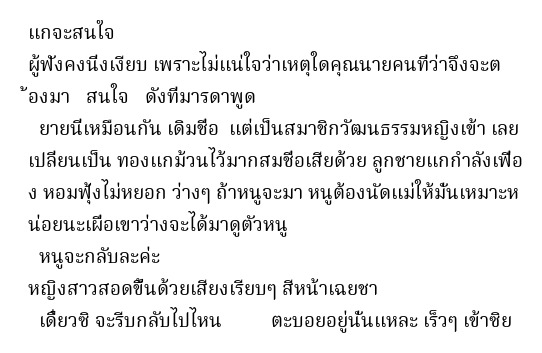 แกจะสนใจ
ผู้ฟังคงนิ่งเงียบ เพราะไม่แน่ใจว่าเหตุใดคุณนายคนที่ว่าจึงจะต
้องมา สนใจ ดังที่มารดาพูด
ยายนี่เหมือนกัน เดิมชื่อ แต่เป็นสมาชิกวัฒนธรรมหญิงเข้า เลย
เปลี่ยนเป็น ทองแกม้วนไว้มากสมชื่อเสียด้วย ลูกชายแกกำลังเฟื่อ
ง หอมฟุ้งไม่หยอก ว่างๆ ถ้าหนูจะมา หนูต้องนัดแม่ให้มั่นเหมาะห
น่อยนะเผื่อเขาว่างจะได้มาดูตัวหนู
หนูจะกลับละค่ะ
หญิงสาวสอดขึ้นด้วยเสียงเรียบๆ สีหน้าเฉยชา
เดี๋ยวซิ จะรีบกลับไปไหน ตะบอยอยู่นั่นแหละ เร็วๆ เข้าซิย